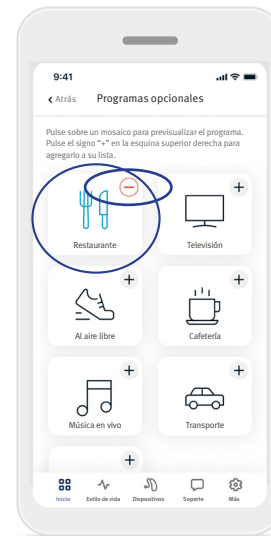 9:41
Atrás Programas opcionales
Pulse sobre un mosaico para previsualizar el programa.
Pulse el signo "+" en la esquina superior derecha para
agregarlo a su lista.
Restaurante Televisión
Al aire libre Cafetería
Música en vivo Transporte
Inicio Estilo de vida Dispositivos Soporte Más